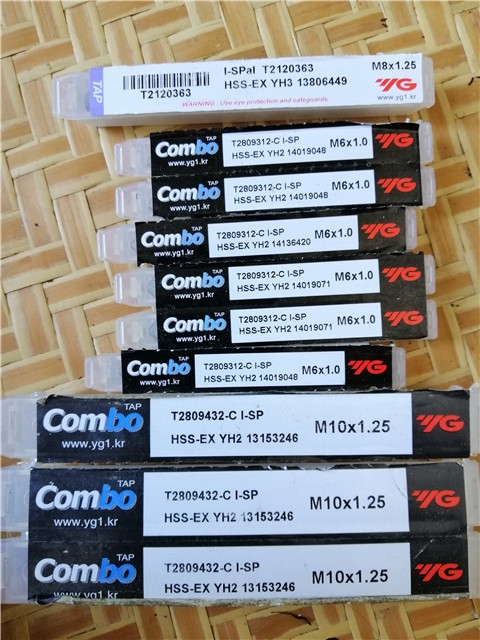 TAP
T2120363
I-SPal T2120363
HSS-EX YH3 13806449
WARNING : Use eye protection and safeguards.
M8x1.25
YG
www.yg1.kr
Combo TAP
www.yg1.kr
T2809312-C I-SP
HSS-EX YH2 14019048
M6x1.0
YG
Combo TAP
www.yg1.kr
T2809312-C I-SP
HSS-EX YH2 14019048
M6x1.0
YG
Combo TAP
www.yg1.kr
T2809312-C I-SP
HSS-EX YH2 14136420
M6x1.0
YG
Combo TAP
www.yg1.kr
T2809312-C I-SP
HSS-EX YH2 14019071
M6x1.0
YG
Combo TAP
www.yg1.kr
T2809312-C I-SP
HSS-EX YH2 14019071
M6x1.0
YG
Combo TAP
www.yg1.kr
T2809312-C I-SP
HSS-EX YH2 14019048
M6x1.0
YG
Combo TAP
www.yg1.kr
T2809432-C I-SP
HSS-EX YH2 13153246
M10x1.25
YG
Combo TAP
www.yg1.kr
T2809432-C I-SP
HSS-EX YH2 13153246
M10x1.25
YG
Combo TAP
T2809432-C I-SP
HSS-EX YH2 13153246
M10x1.25
YG